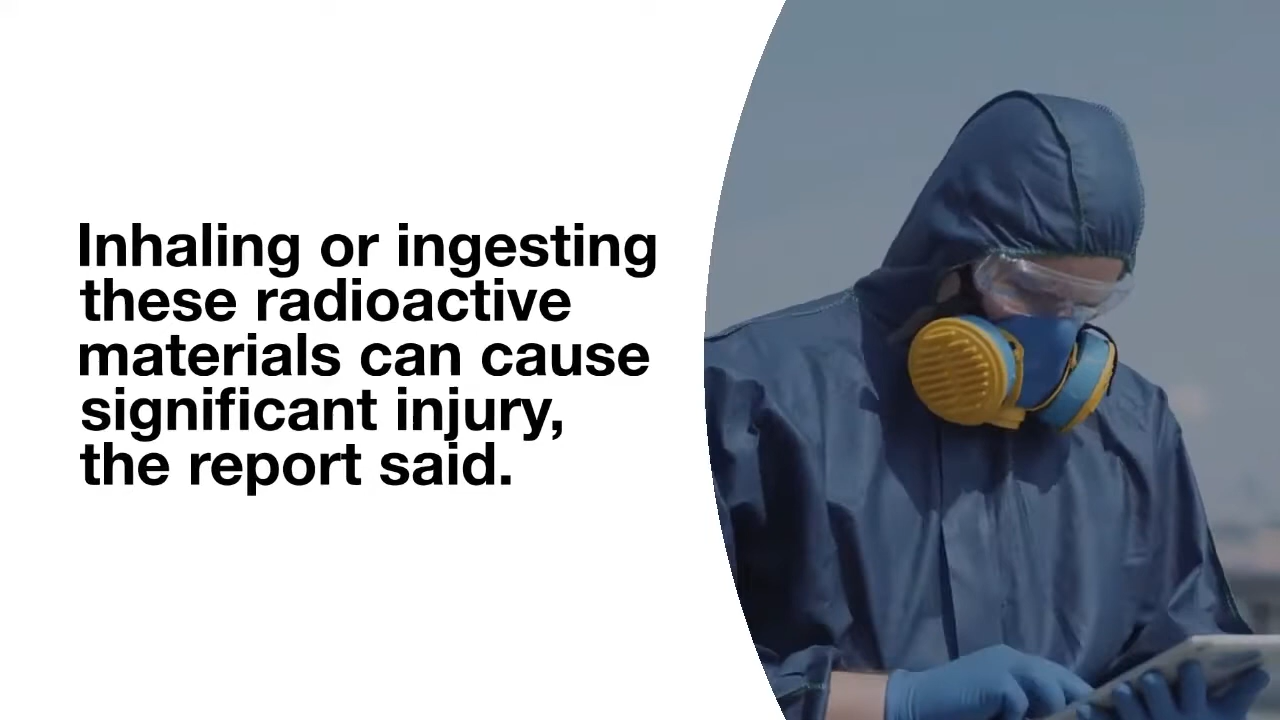 Inhaling or ingesting
these radioactive
materials can cause
significant injury,
the report said.